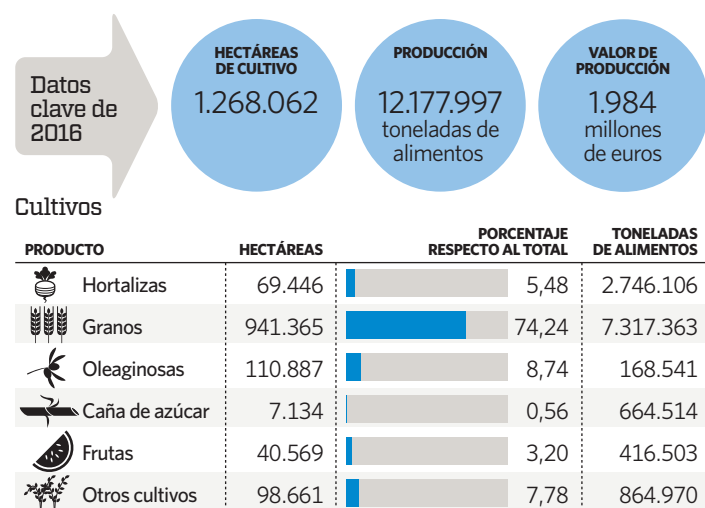 Datos
clave de
2016
HECTÁREAS
DE CULTIVO
1.268.062
PRODUCCIÓN
12.177.997
toneladas de
alimentos
VALOR DE
PRODUCCIÓN
1.984
millones
de euros
Cultivos
PRODUCTO HECTÁREAS PORCENTAJE RESPECTO AL TOTAL TONELADAS DE ALIMENTOS
Hortalizas 69.446 5,48 2.746.106
Granos 941.365 74,24 7.317.363
Oleaginosas 110.887 8,74 168.541
Caña de azúcar 7.134 0,56 664.514
Frutas 40.569 3,20 416.503
Otros cultivos 98.661 7,78 864.970